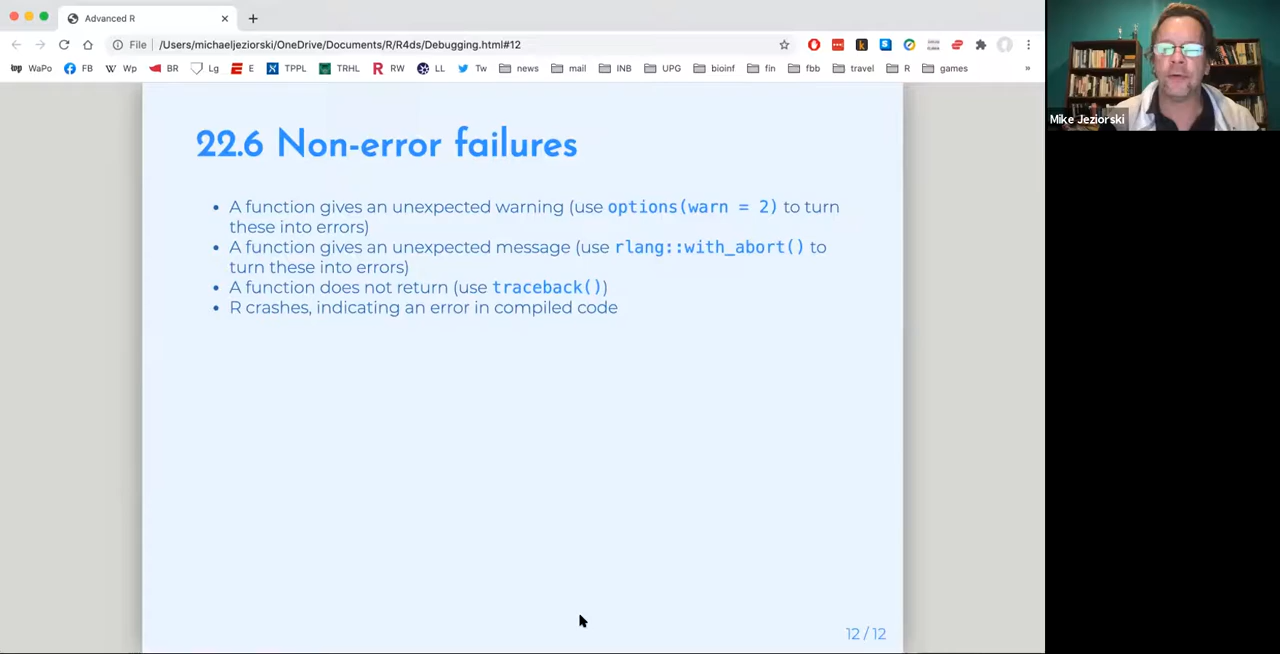 Advanced R
File | /Users/michaeljeziorski/OneDrive/Documents/R/R4ds/Debugging.html#12
top WaPo FB W Wp BR Lg E X TPPL TRHL R RW LL Tw news mail INB UPG bioinf fin fbb travel R games »
Mike Jeziorski
22.6 Non-error failures
• A function gives an unexpected warning (use options(warn = 2) to turn
these into errors)
• A function gives an unexpected message (use rlang::with_abort() to
turn these into errors)
• A function does not return (use traceback())
• R crashes, indicating an error in compiled code
12 / 12